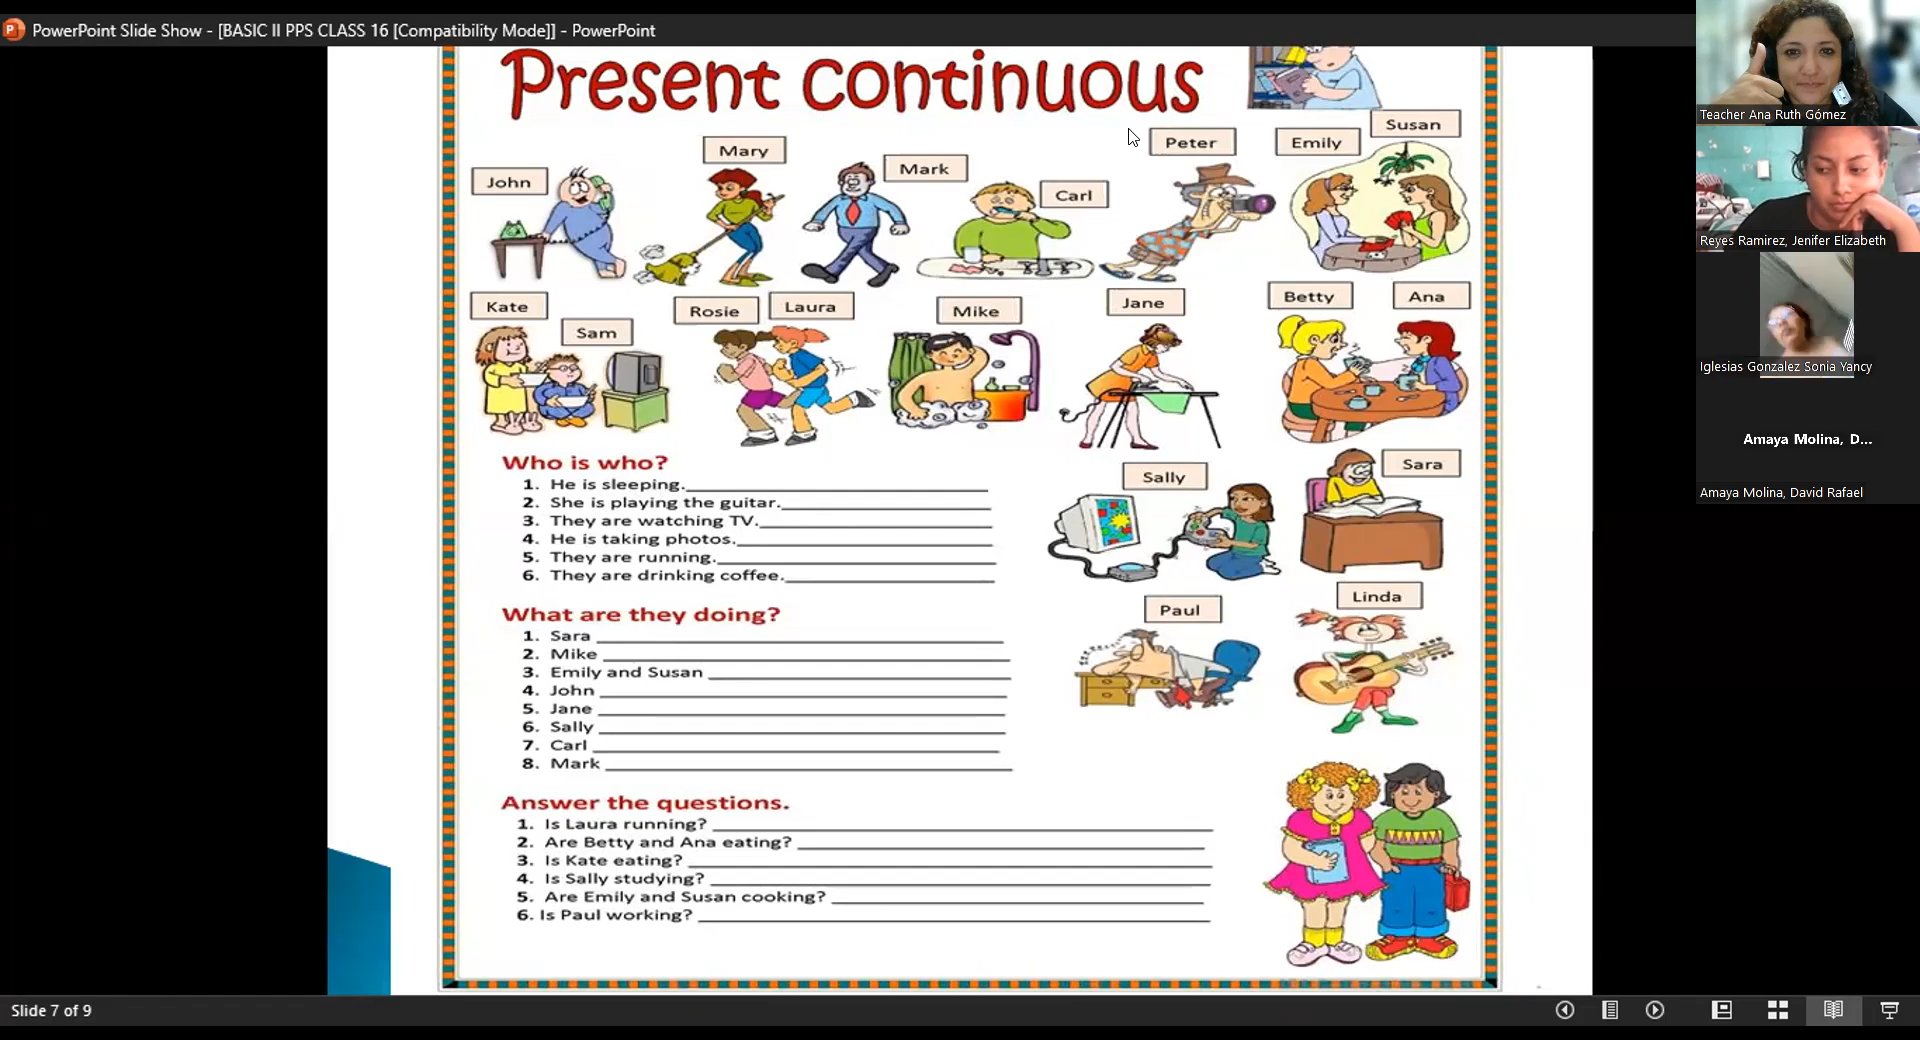 PowerPoint Slide Show - [BASIC II PPS CLASS 16 [Compatibility Mode]] - PowerPoint
Present continuous
John
Mary
Mark
Carl
Peter
Emily
Susan
Kate
Sam
Rosie
Laura
Mike
Jane
Betty
Ana
Who is who?
1. He is sleeping.
2. She is playing the guitar.
3. They are watching TV.
4. He is taking photos.
5. They are running.
6. They are drinking coffee.
Sally
Sara
What are they doing?
1. Sara
2. Mike
3. Emily and Susan
4. John
5. Jane
6. Sally
7. Carl
8. Mark
Paul
Linda
Answer the questions.
1. Is Laura running?
2. Are Betty and Ana eating?
3. Is Kate eating?
4. Is Sally studying?
5. Are Emily and Susan cooking?
6. Is Paul working?
Teacher Ana Ruth Gómez
Reyes Ramirez, Jenifer Elizabeth
Iglesias Gonzalez Sonia Yancy
Amaya Molina, D...
Amaya Molina, David Rafael
Slide 7 of 9